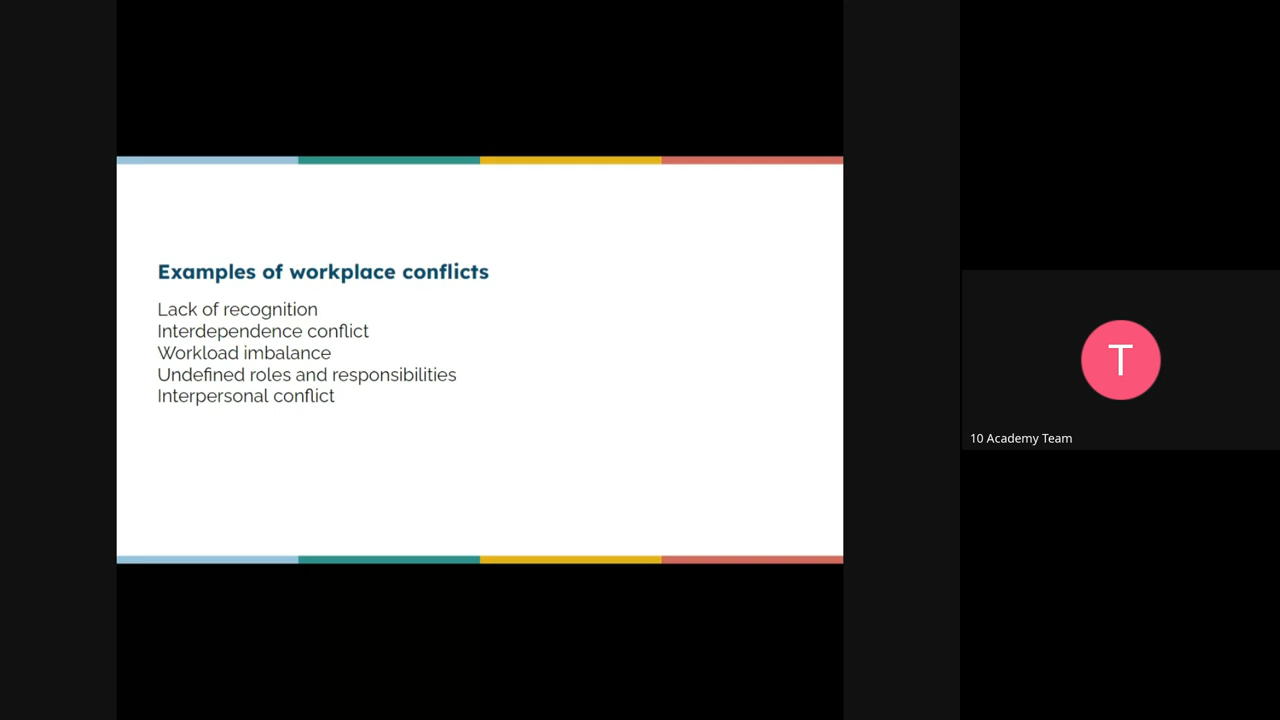 Examples of workplace conflicts
Lack of recognition
Interdependence conflict
Workload imbalance
Undefined roles and responsibilities
Interpersonal conflict
T
10 Academy Team